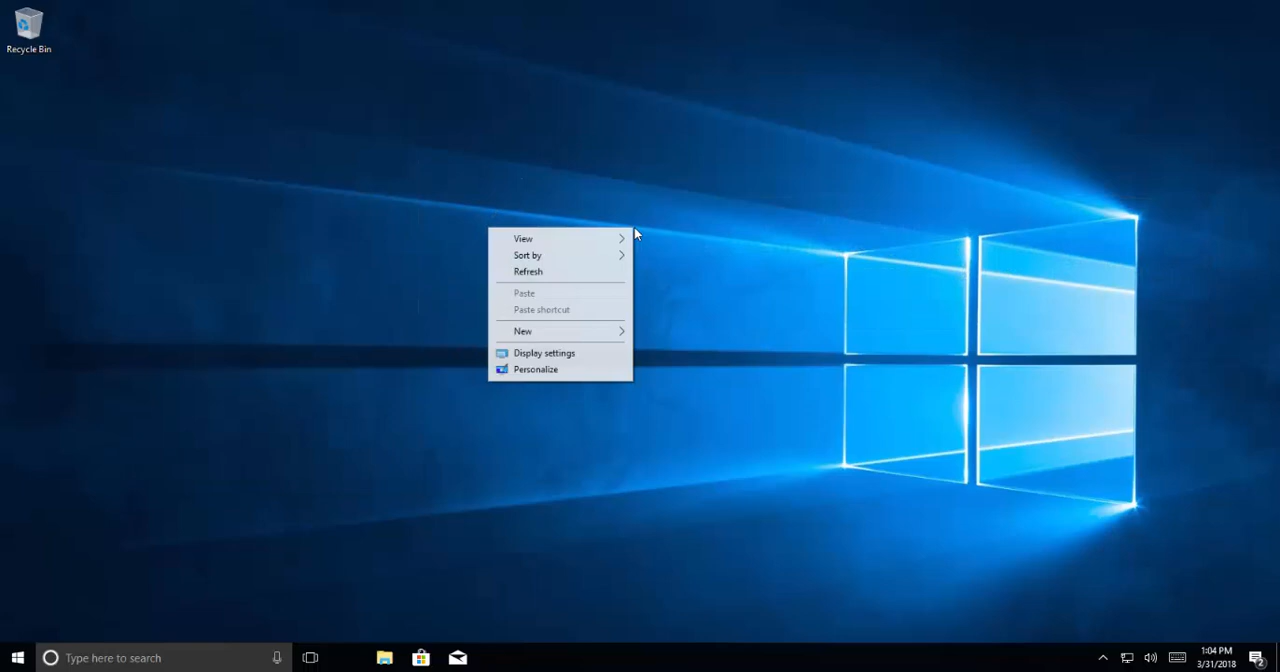 Recycle Bin
View
Sort by
Refresh
Paste
Paste shortcut
New
Display settings
Personalize
Type here to search
1:04 PM
3/31/2018
2